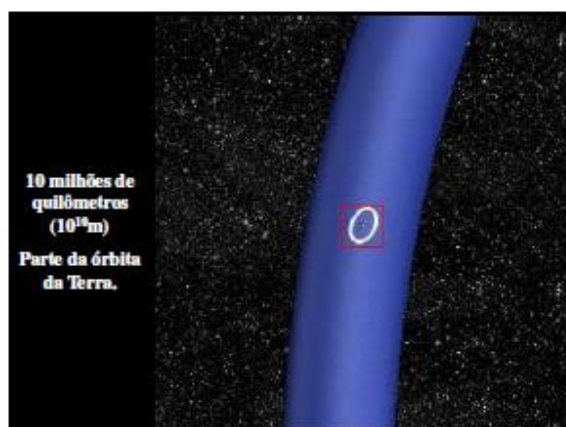 10 milhões de
quilômetros
(10¹⁰m)
Parte da órbita
da Terra.